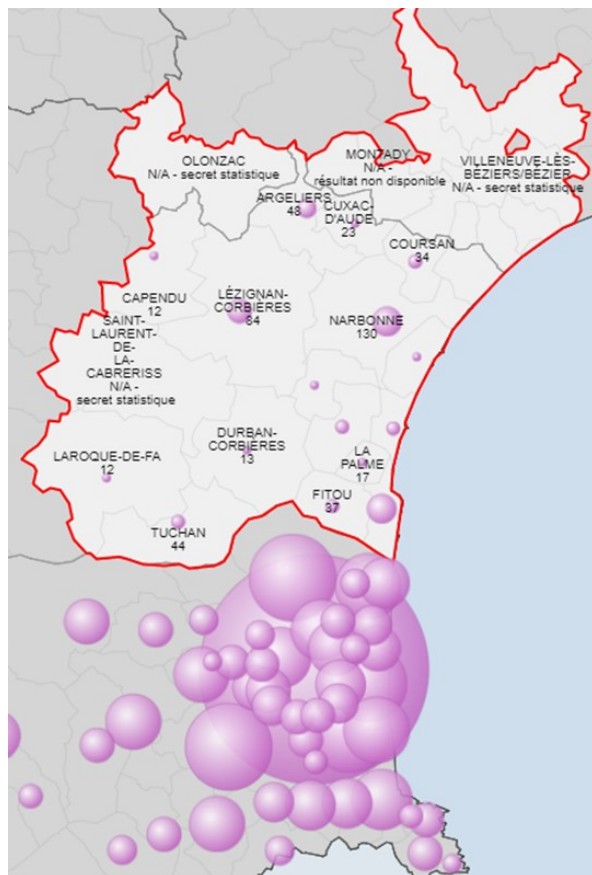 OLONZAC
N/A - secret statistique
MONTADY
N/A -
résultat non disponible
VILLENEUVE-LÈS-
BÉZIERS/BÉZIER
N/A - secret statistique
ARGELIERS
48
CUXAC-
D'AUDE
23
COURSAN
34
CAPENDU
12
LÉZIGNAN-
CORBIÈRES
84
NARBONNE
130
SAINT-
LAURENT-
DE-
LA-
CABRERISS
N/A -
secret statistique
LAROQUE-DE-FA
12
DURBAN-
CORBIÈRES
13
LA
PALME
17
FITOU
37
TUCHAN
44